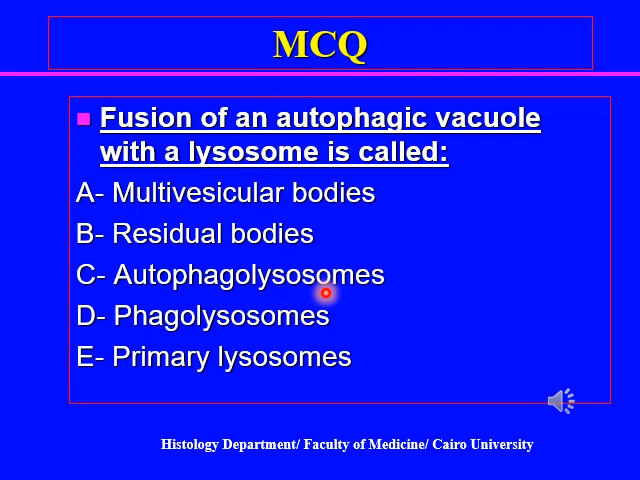 MCQ
Fusion of an autophagic vacuole
with a lysosome is called:
A- Multivesicular bodies
B- Residual bodies
C- Autophagolysosomes
D- Phagolysosomes
E- Primary lysosomes
Histology Department/ Faculty of Medicine/ Cairo University